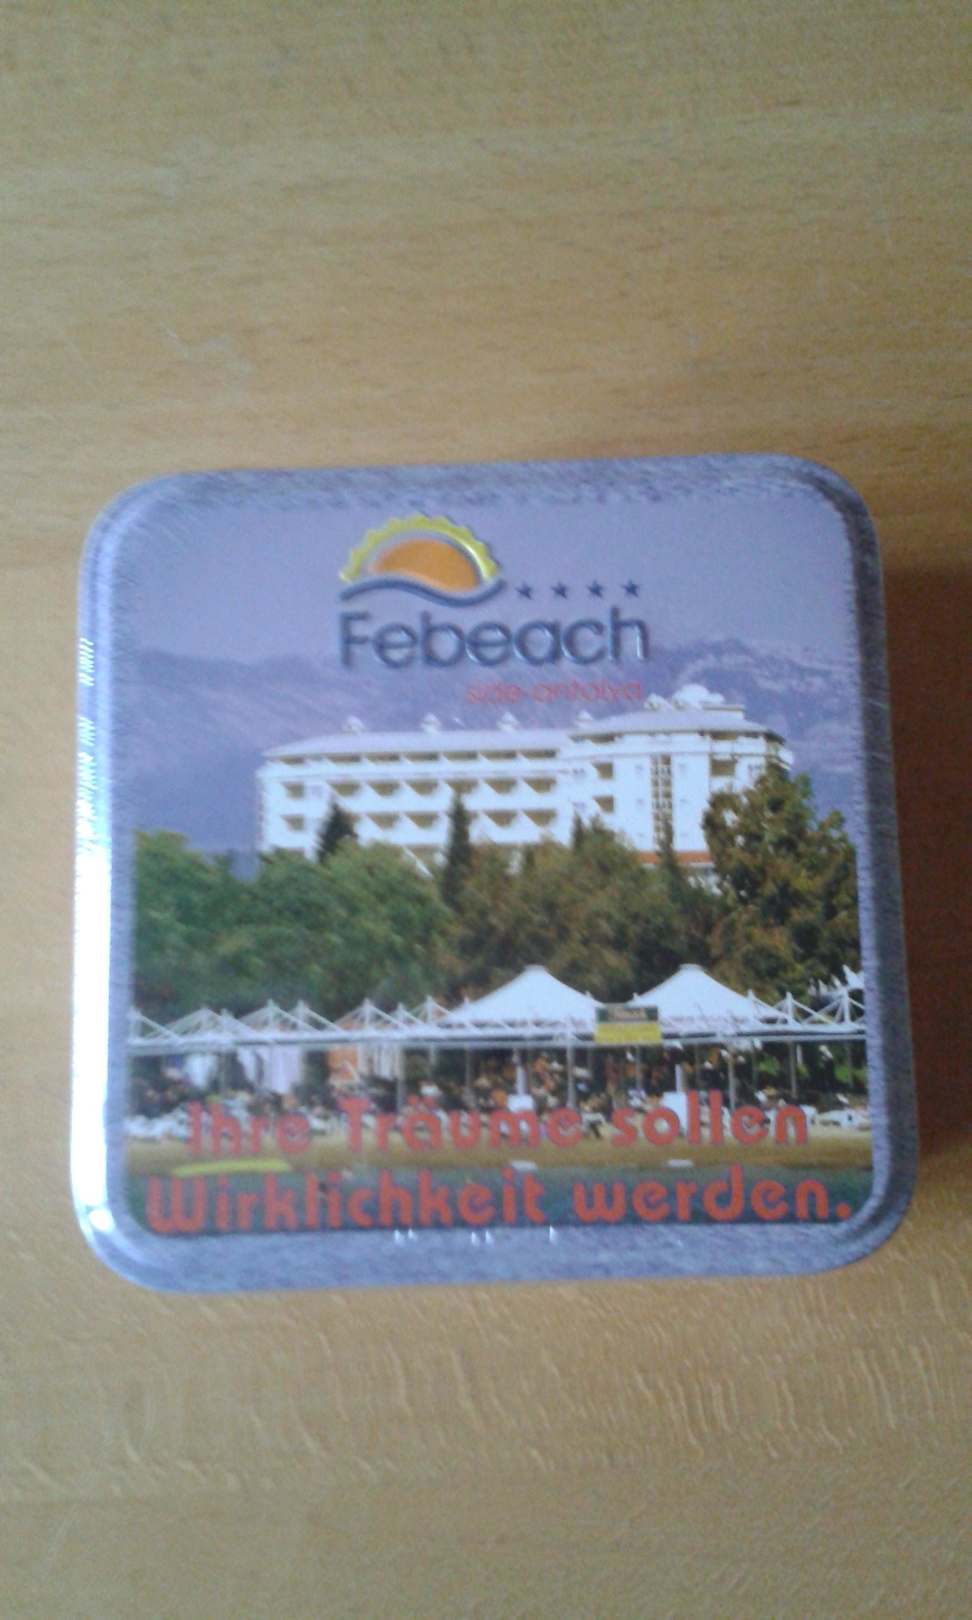 Febeach
side-antalya
Ihre Träume sollen
Wirklichkeit werden.